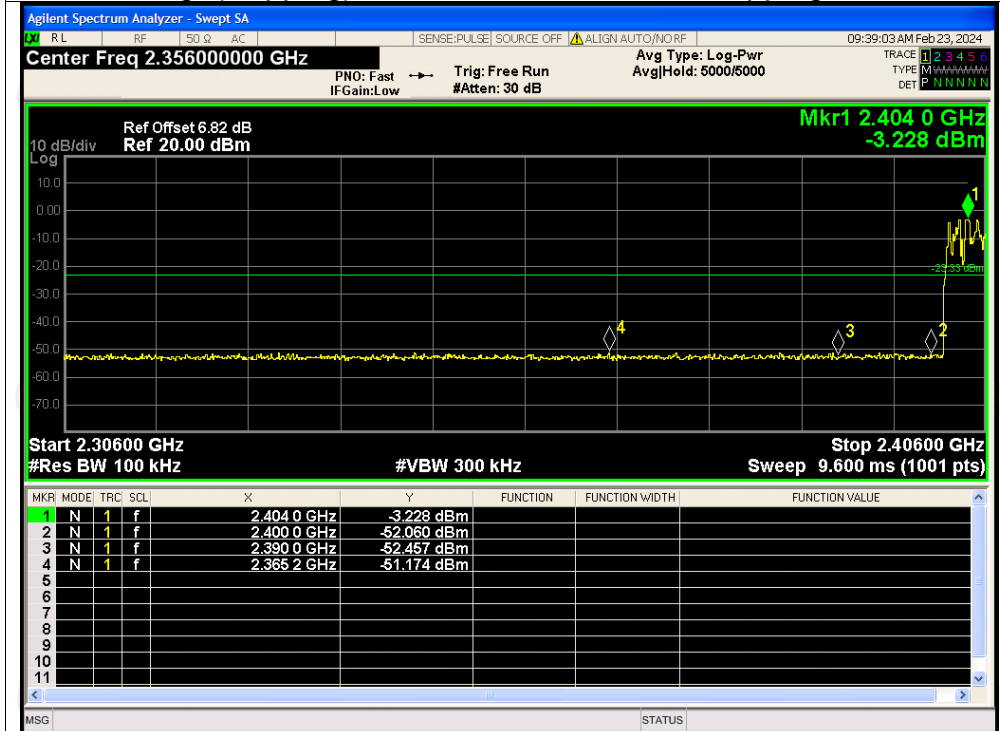 Agilent Spectrum Analyzer - Swept SA
LXI RL RF 50 Ω AC SENSE:PULSE SOURCE OFF ALIGN AUTO/NO RF 09:39:03 AM Feb 23, 2024
Center Freq 2.356000000 GHz
PNO: Fast
IFGain:Low
Trig: Free Run
#Atten: 30 dB
Avg Type: Log-Pwr
Avg|Hold: 5000/5000
TRACE 1 2 3 4 5 6
TYPE M
DET P N N N N N
Mkr1 2.404 0 GHz
-3.228 dBm
Ref Offset 6.82 dB
10 dB/div Ref 20.00 dBm
Log
10.0
0.00
-10.0
-20.0
-30.0
-40.0
-50.0
-60.0
-70.0
1
-23.33 dBm
4
3
2
Start 2.30600 GHz Stop 2.40600 GHz
#Res BW 100 kHz #VBW 300 kHz Sweep 9.600 ms (1001 pts)
MKR MODE TRC SCL X Y FUNCTION FUNCTION WIDTH FUNCTION VALUE
1 N 1 f 2.404 0 GHz -3.228 dBm
2 N 1 f 2.400 0 GHz -52.060 dBm
3 N 1 f 2.390 0 GHz -52.457 dBm
4 N 1 f 2.365 2 GHz -51.174 dBm
5
6
7
8
9
10
11
MSG STATUS